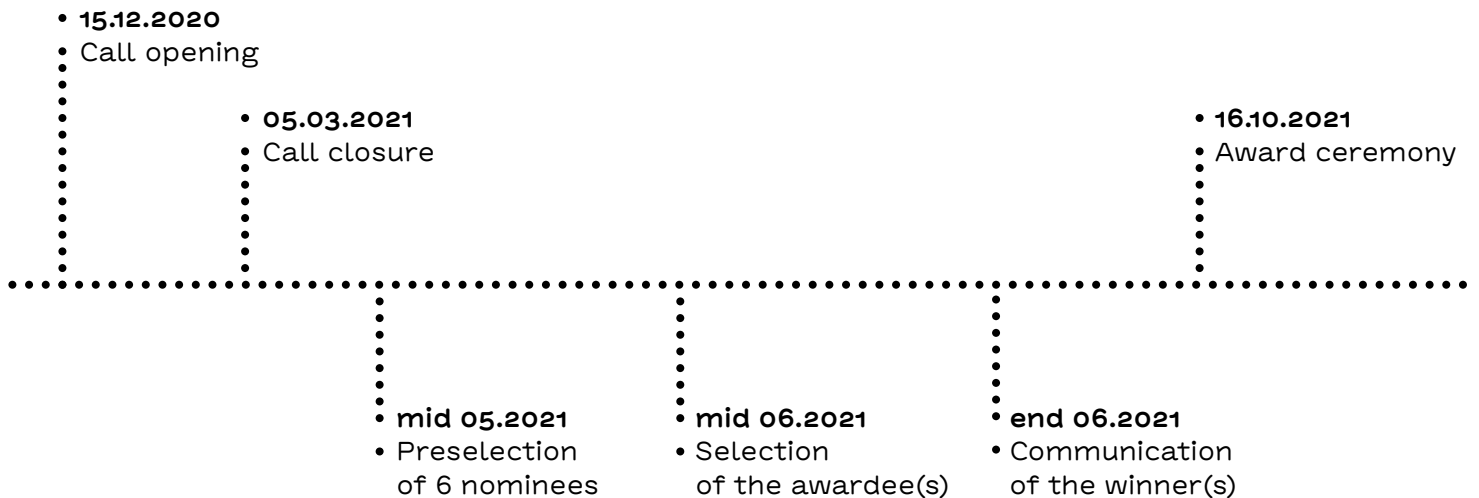 15.12.2020
Call opening
05.03.2021
Call closure
16.10.2021
Award ceremony
mid 05.2021
Preselection
of 6 nominees
mid 06.2021
Selection
of the awardee(s)
end 06.2021
Communication
of the winner(s)